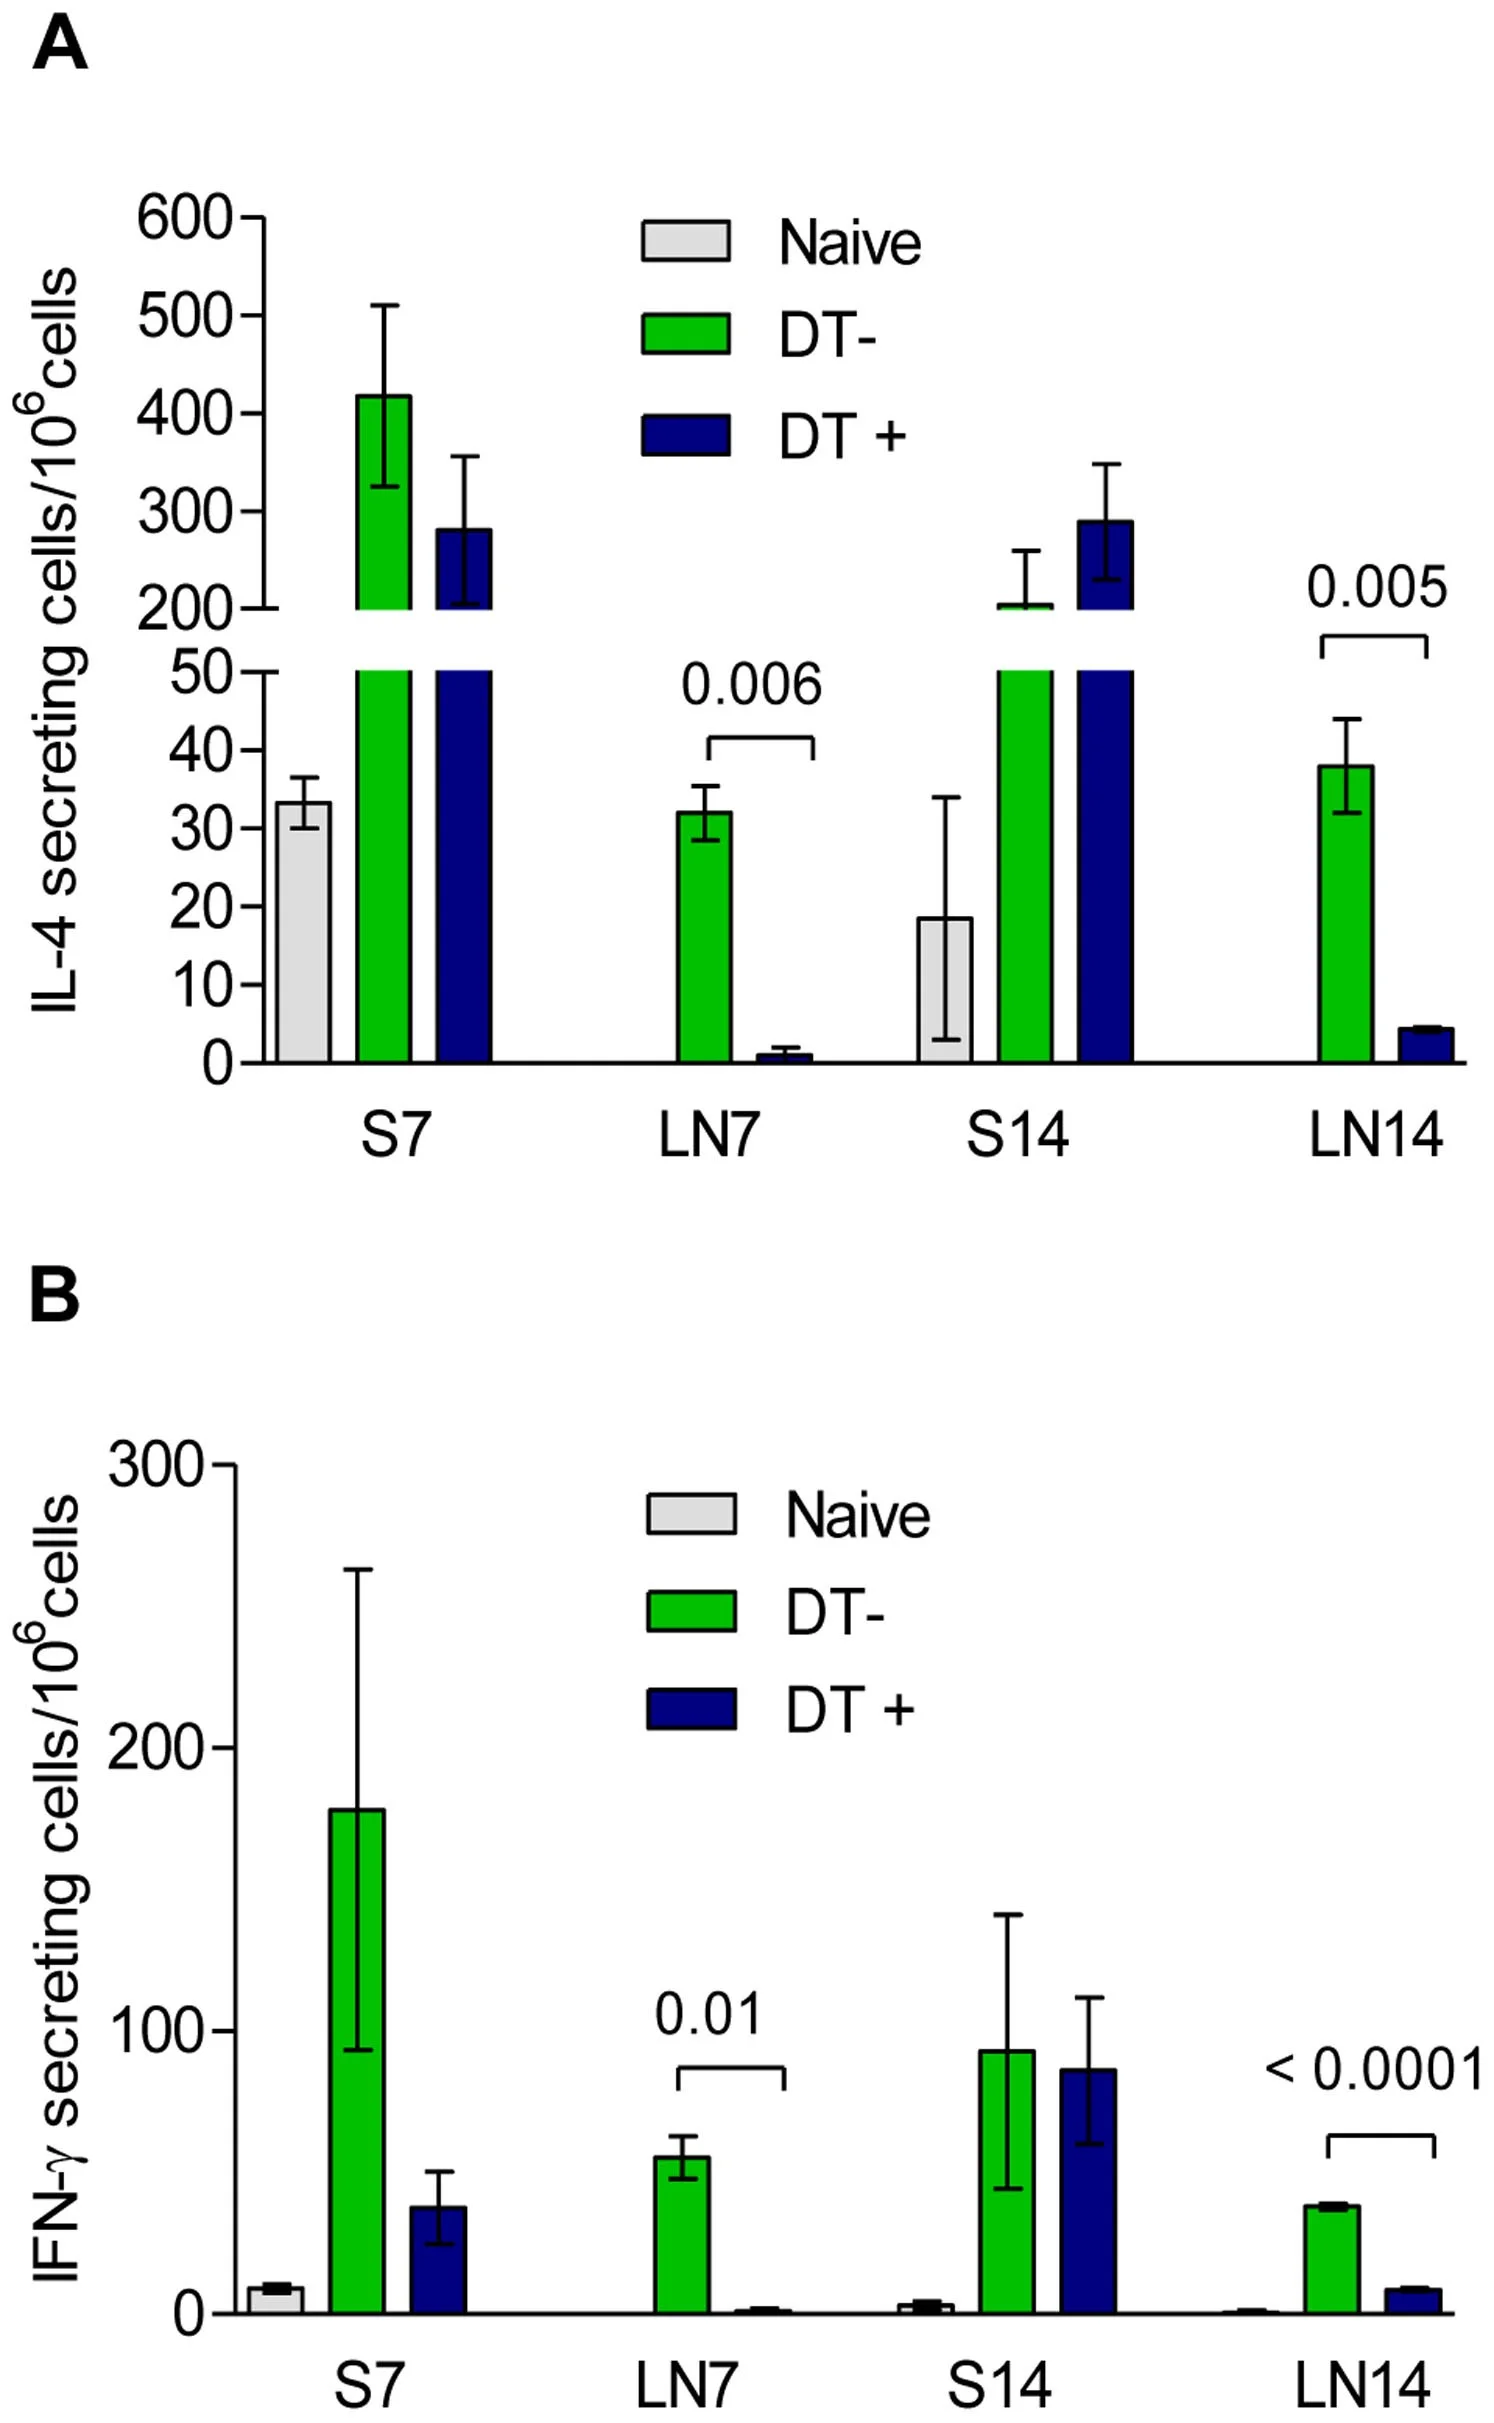 A
IL-4 secreting cells/10⁶cells
600
500
400
300
200
50
40
30
20
10
0
Naive
DT-
DT +
0.006
0.005
S7 LN7 S14 LN14
B
IFN-γ secreting cells/10⁶cells
300
200
100
0
Naive
DT-
DT +
0.01
< 0.0001
S7 LN7 S14 LN14